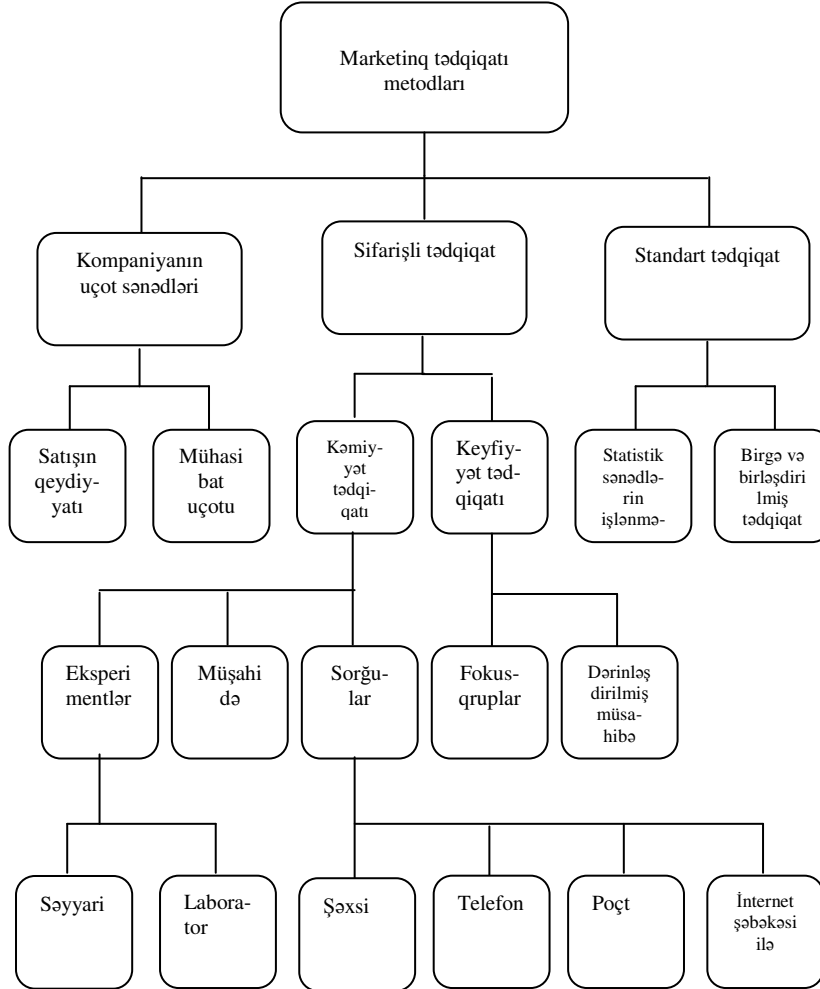 Marketinq tədqiqatı
metodları
Kompaniyanın
uçot sənədləri
Sifarişli tədqiqat
Standart tədqiqat
Satışın
qeydiy-
yatı
Mühasi
bat
uçotu
Kəmiy-
yət
tədqi-
qatı
Keyfiy-
yət təd-
qiqatı
Statistik
sənədlə-
rin
işlənmə-
Birgə və
birləşdiri
lmiş
tədqiqat
Eksperi
mentlər
Müşahi
də
Sorğu-
lar
Fokus-
qruplar
Dərinləş
dirilmiş
müsa-
hibə
Səyyari
Labora-
tor
Şəxsi
Telefon
Poçt
İnternet
şəbəkəsi
ilə